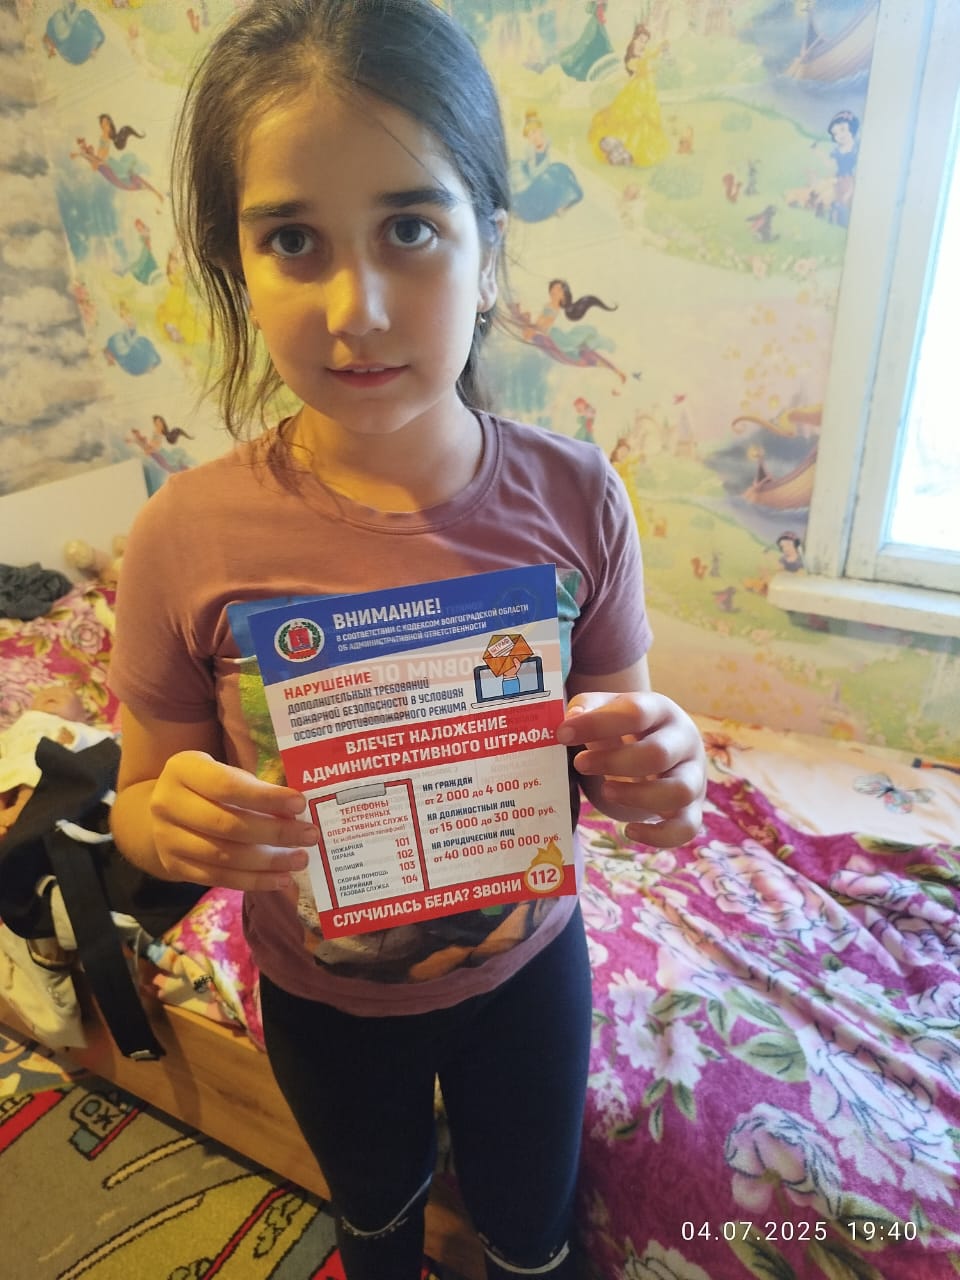 ВНИМАНИЕ!
В СООТВЕТСТВИИ С КОДЕКСОМ ВОЛГОГРАДСКОЙ ОБЛАСТИ
ОБ АДМИНИСТРАТИВНОЙ ОТВЕТСТВЕННОСТИ
ШТРАФ
НАРУШЕНИЕ
ДОПОЛНИТЕЛЬНЫХ ТРЕБОВАНИЙ
ПОЖАРНОЙ БЕЗОПАСНОСТИ В УСЛОВИЯХ
ОСОБОГО ПРОТИВОПОЖАРНОГО РЕЖИМА
ВЛЕЧЕТ НАЛОЖЕНИЕ
АДМИНИСТРАТИВНОГО ШТРАФА:
ТЕЛЕФОНЫ
ЭКСТРЕННЫХ
ОПЕРАТИВНЫХ СЛУЖБ
(с мобильного телефона)
ПОЖАРНАЯ
ОХРАНА 101
ПОЛИЦИЯ 102
СКОРАЯ ПОМОЩЬ 103
АВАРИЙНАЯ
ГАЗОВАЯ СЛУЖБА 104
НА ГРАЖДАН
от 2 000 до 4 000 руб.
НА ДОЛЖНОСТНЫХ ЛИЦ
от 15 000 до 30 000 руб.
НА ЮРИДИЧЕСКИХ ЛИЦ
от 40 000 до 60 000 руб.
СЛУЧИЛАСЬ БЕДА? ЗВОНИ 112
04.07.2025 19:40